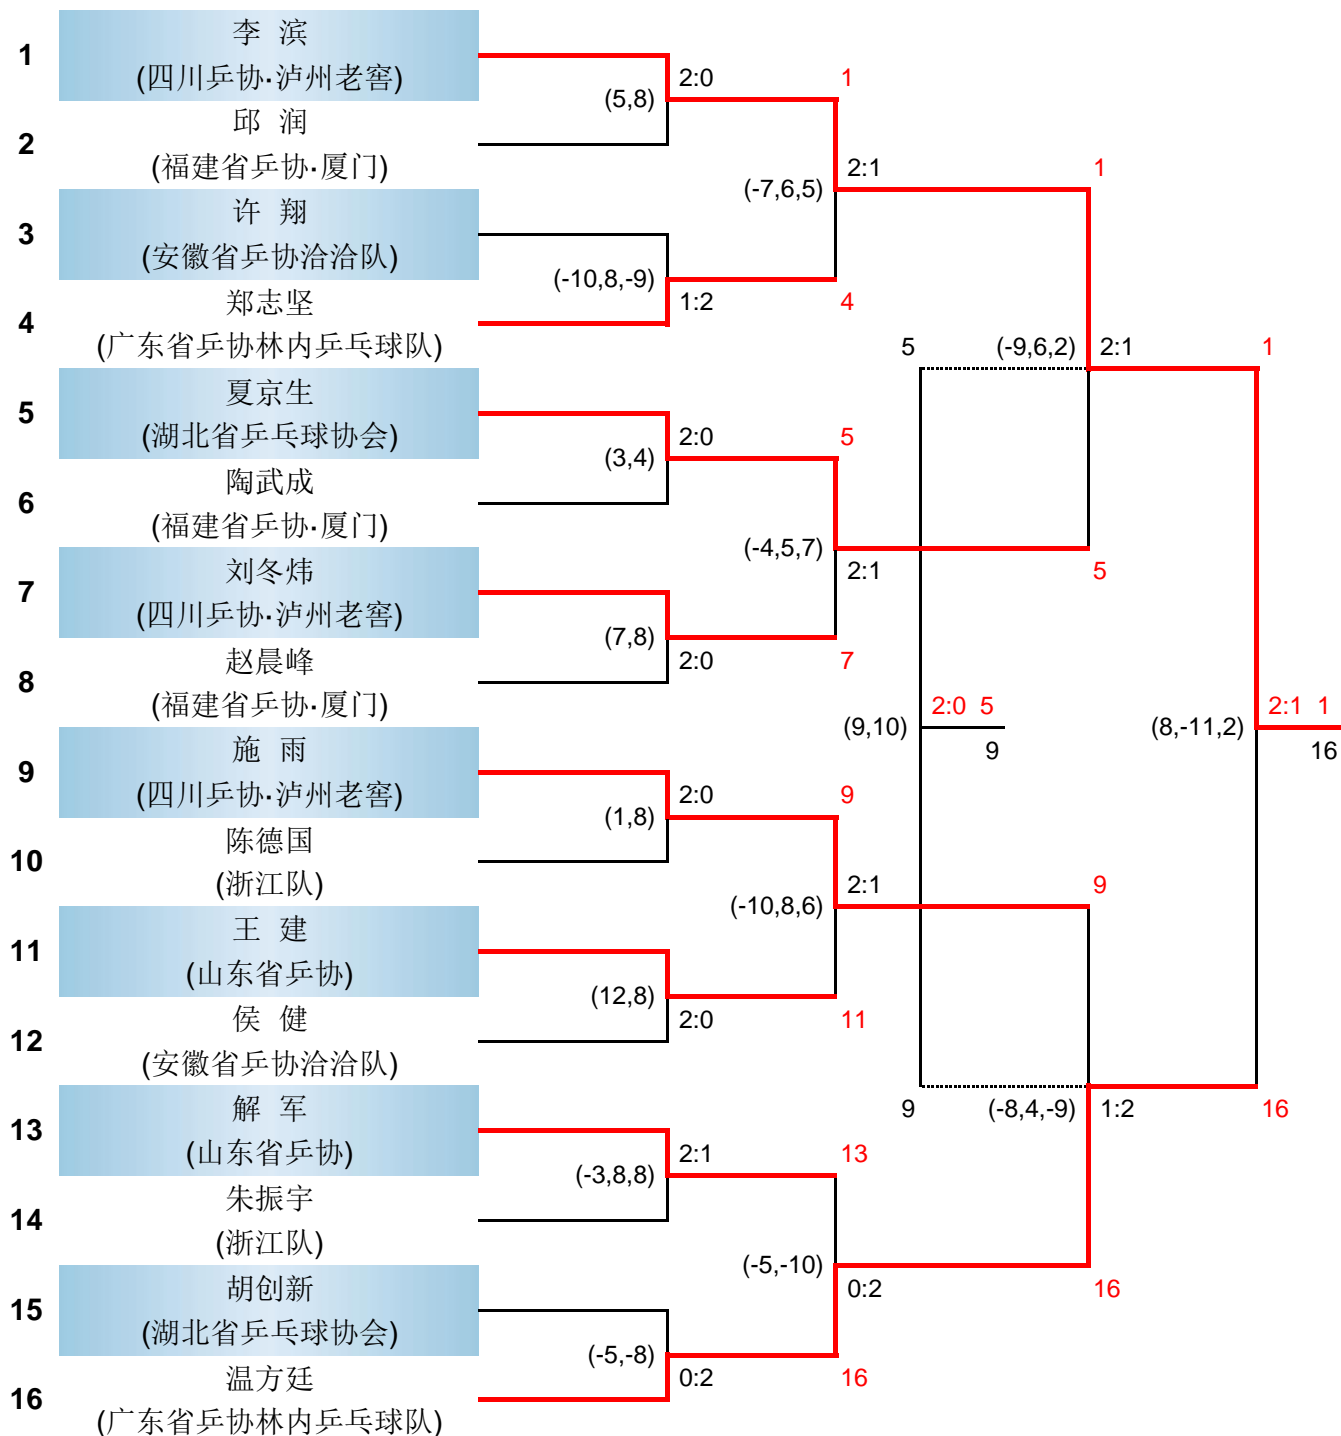 1
李 滨
(四川乒协·泸州老窖)
2
邱 润
(福建省乒协·厦门)
3
许 翔
(安徽省乒协洽洽队)
4
郑志坚
(广东省乒协林内乒乓球队)
5
夏京生
(湖北省乒乓球协会)
6
陶武成
(福建省乒协·厦门)
7
刘冬炜
(四川乒协·泸州老窖)
8
赵晨峰
(福建省乒协·厦门)
9
施 雨
(四川乒协·泸州老窖)
10
陈德国
(浙江队)
11
王 建
(山东省乒协)
12
侯 健
(安徽省乒协洽洽队)
13
解 军
(山东省乒协)
14
朱振宇
(浙江队)
15
胡创新
(湖北省乒乓球协会)
16
温方廷
(广东省乒协林内乒乓球队)
2:0
(5,8)
(-10,8,-9)
1:2
2:0
(3,4)
(7,8)
2:0
2:0
(1,8)
(12,8)
2:0
2:1
(-3,8,8)
(-5,-8)
0:2
1
2:1
(-7,6,5)
4
5
(-4,5,7)
2:1
7
9
2:1
(-10,8,6)
11
13
(-5,-10)
0:2
16
1
5
(-9,6,2)
2:1
5
(9,10)
2:0 5
9
9
9
(-8,4,-9)
1:2
16
1
(8,-11,2)
2:1 1
16
16